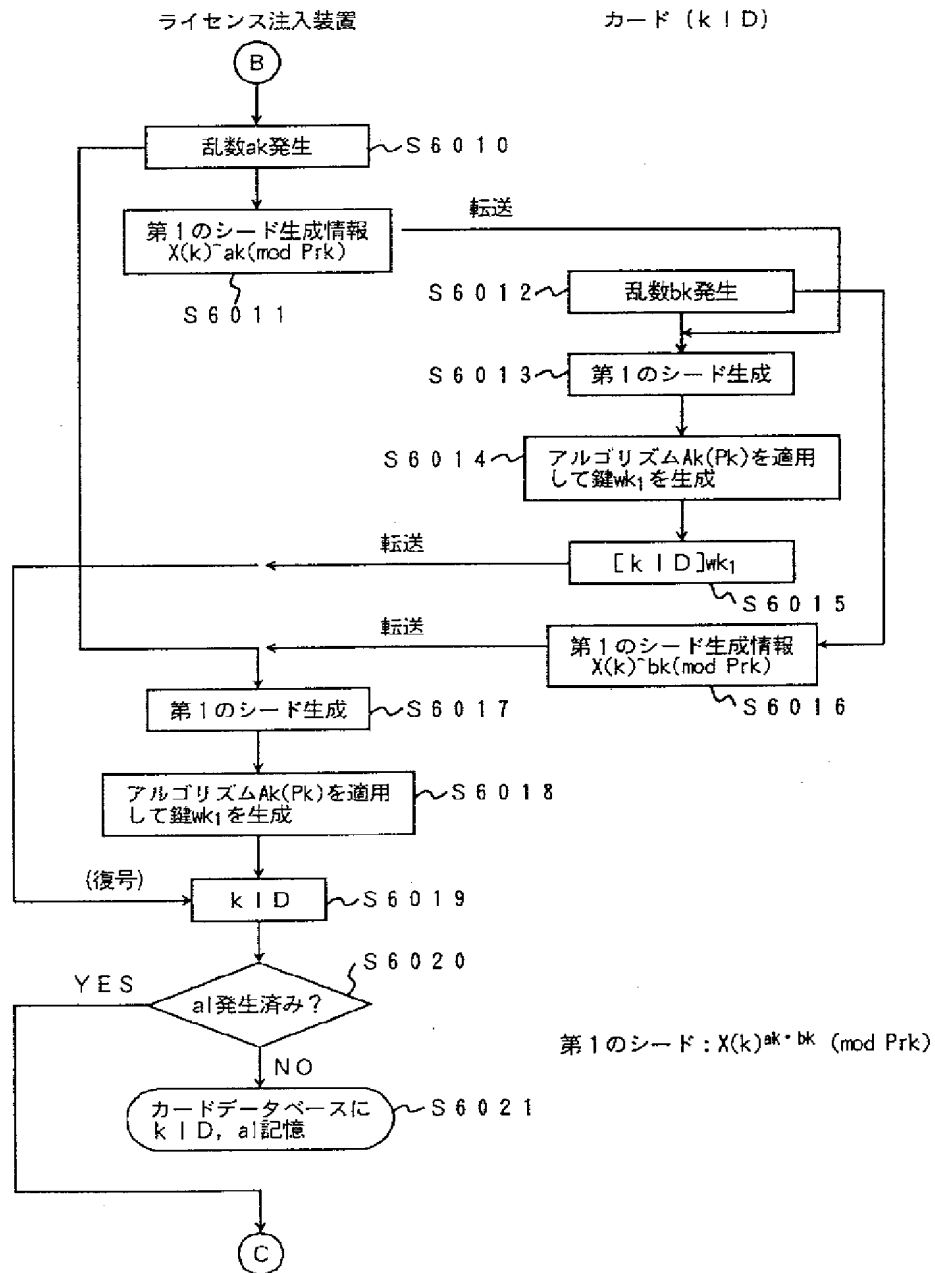 ライセンス注入装置
カード (k I D)
B
乱数ak発生
S6010
第1のシード生成情報
X(k)^ak(mod Prk)
S6011
転送
S6012
乱数bk発生
S6013
第1のシード生成
S6014
アルゴリズムAk(Pk)を適用
して鍵wk₁を生成
転送
[k I D]wk₁
S6015
転送
第1のシード生成情報
X(k)^bk(mod Prk)
S6016
第1のシード生成
S6017
アルゴリズムAk(Pk)を適用
して鍵wk₁を生成
S6018
(復号)
k I D
S6019
S6020
YES
al発生済み?
NO
第1のシード:X(k)^ak・bk (mod Prk)
カードデータベースに
k I D, al記憶
S6021
C